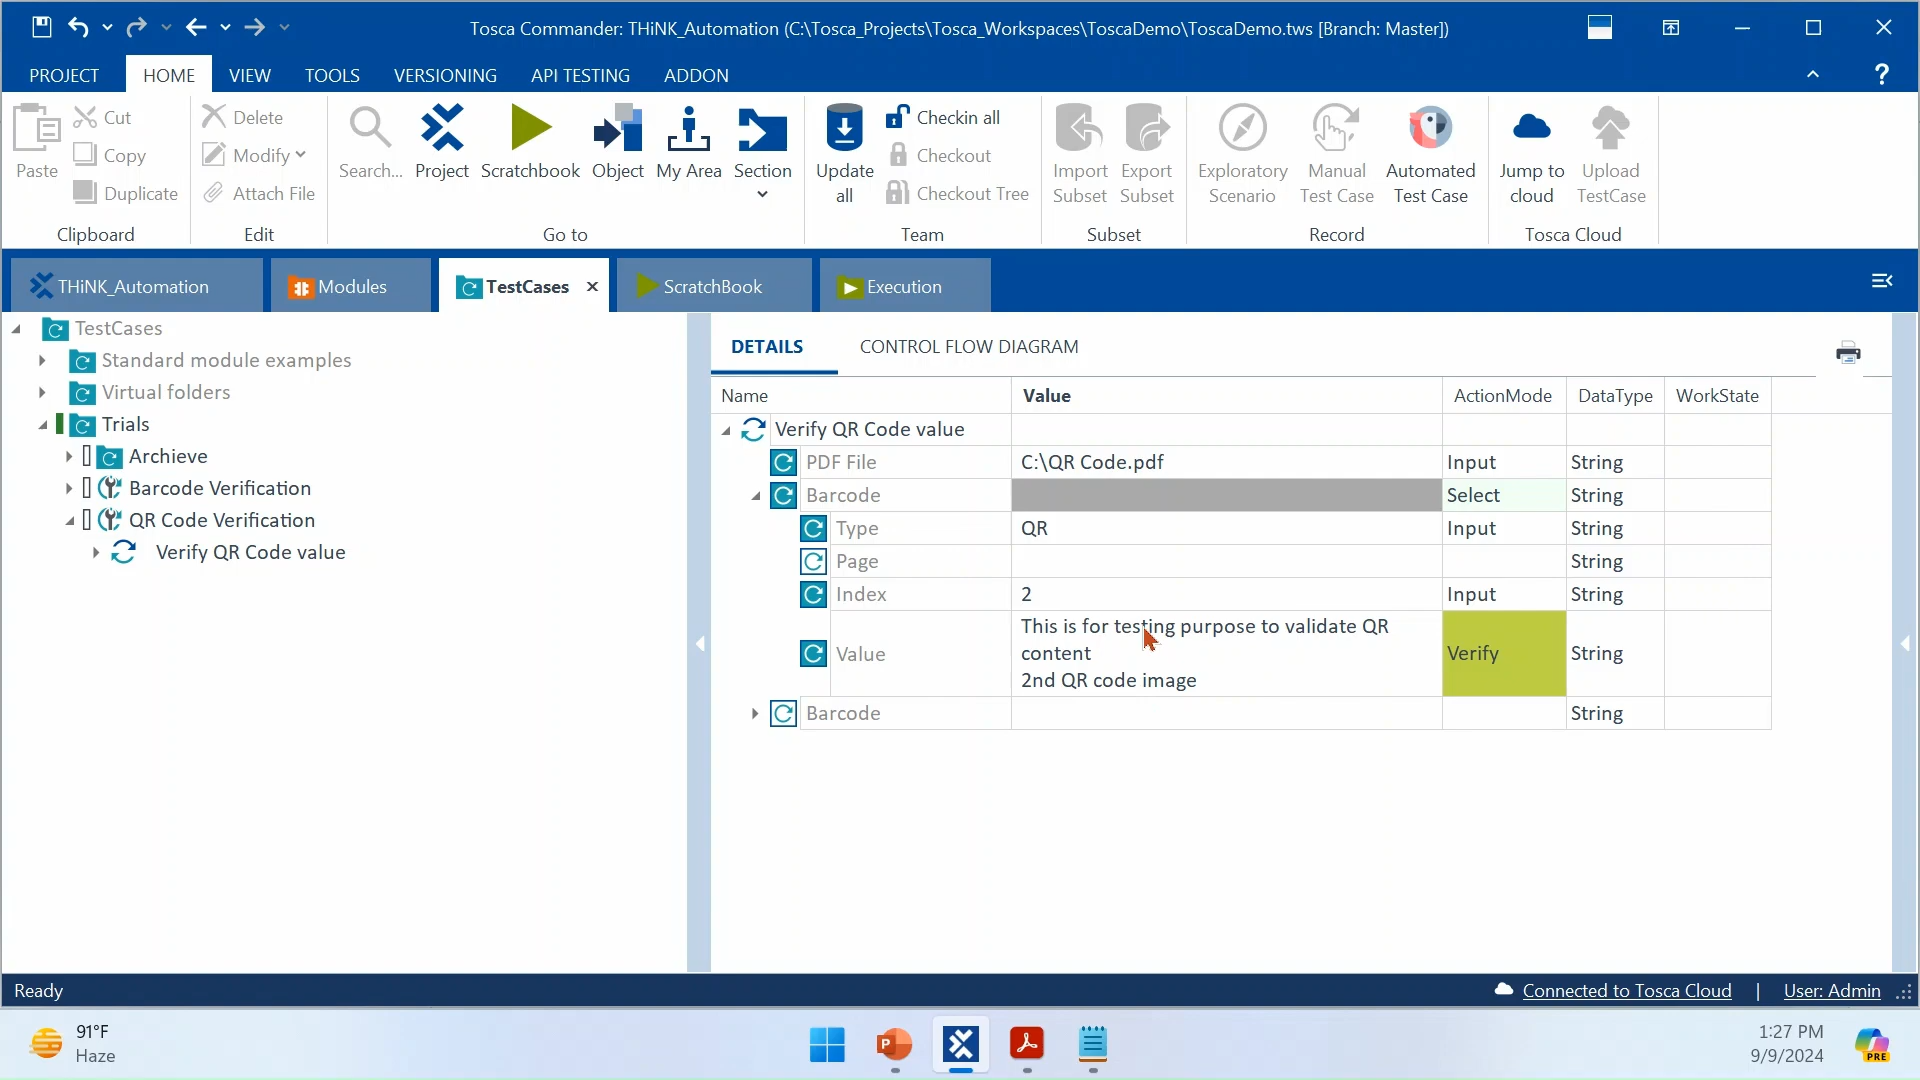 Tosca Commander: THiNK_Automation (C:\Tosca_Projects\Tosca_Workspaces\ToscaDemo\ToscaDemo.tws [Branch: Master])
PROJECT HOME VIEW TOOLS VERSIONING API TESTING ADDON ?
Paste
Cut
Copy
Duplicate
Clipboard
Delete
Modify
Attach File
Edit
Search...
Project
Scratchbook
Object
My Area
Section
Go to
Update all
Checkin all
Checkout
Checkout Tree
Team
Import Subset
Export Subset
Subset
Exploratory Scenario
Manual Test Case
Automated Test Case
Record
Jump to cloud
Upload TestCase
Tosca Cloud
THiNK_Automation Modules TestCases ScratchBook Execution
TestCases
Standard module examples
Virtual folders
Trials
Archieve
Barcode Verification
QR Code Verification
Verify QR Code value
DETAILS CONTROL FLOW DIAGRAM
Name Value ActionMode DataType WorkState
Verify QR Code value
PDF File C:\QR Code.pdf Input String
Barcode Select String
Type QR Input String
Page String
Index 2 Input String
Value This is for testing purpose to validate QR
content
2nd QR code image Verify String
Barcode String
Ready Connected to Tosca Cloud | User: Admin
91°F
Haze
P
1:27 PM
9/9/2024
PRE